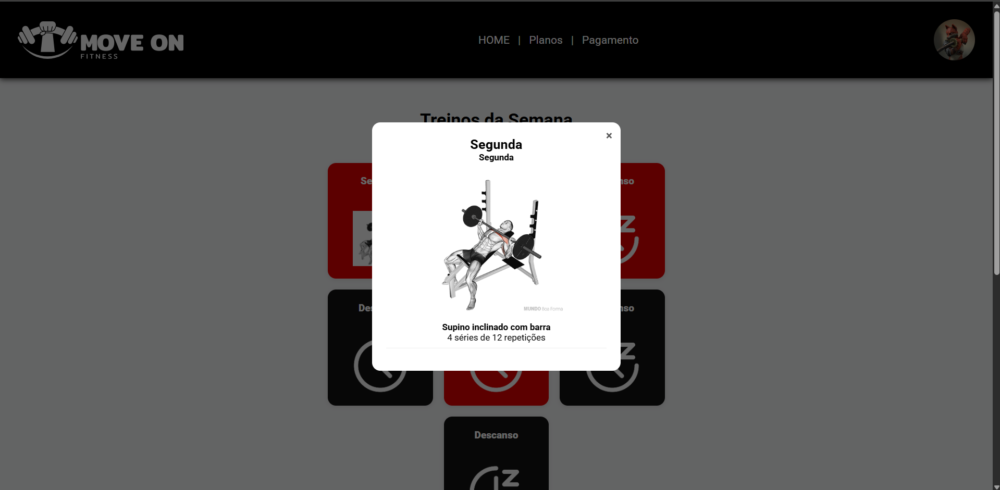 MOVE ON
FITNESS
HOME | Planos | Pagamento
Treinos da Semana
×
Segunda
Segunda
MUNDO Boa Forma
Supino inclinado com barra
4 séries de 12 repetições
Descanso